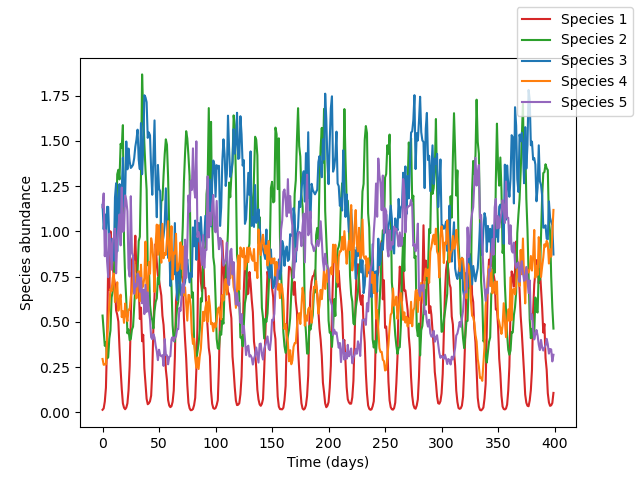 Species 1
Species 2
Species 3
Species 4
Species 5
Species abundance
1.75
1.50
1.25
1.00
0.75
0.50
0.25
0.00
0 50 100 150 200 250 300 350 400
Time (days)